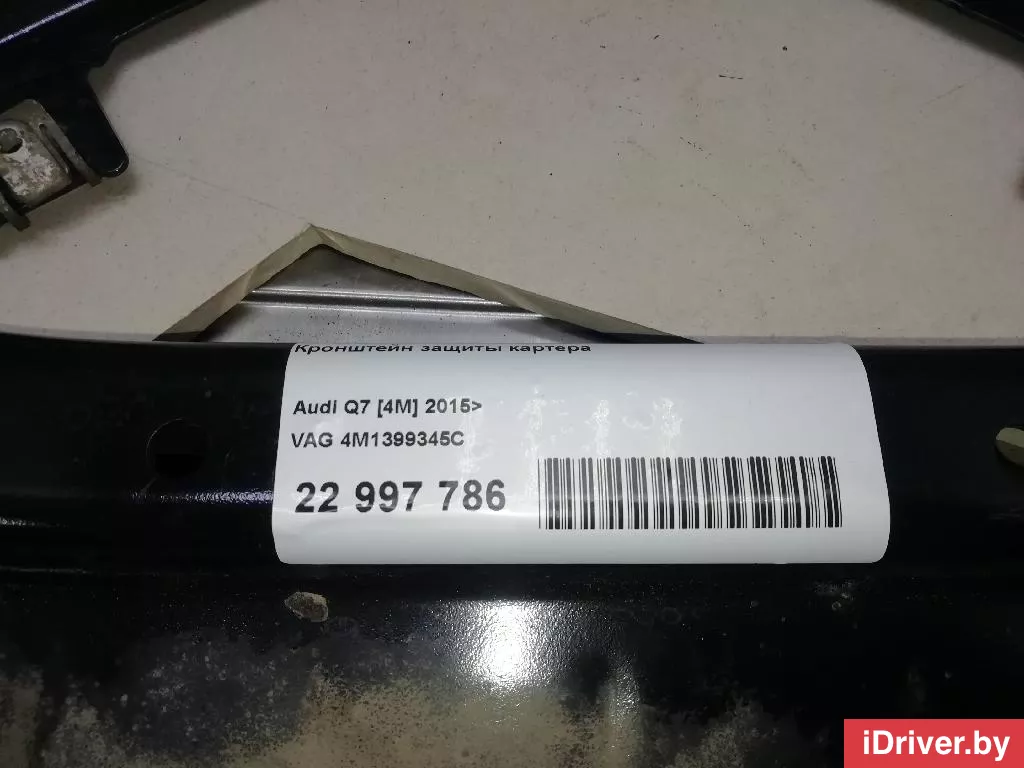 Кронштейн защиты картера
Audi Q7 [4M] 2015>
VAG 4M1399345C
22 997 786
iDriver.by